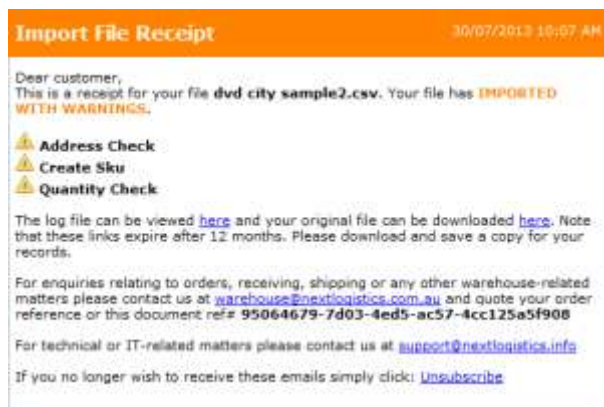 Import File Receipt 30/07/2013 10:07 AM
Dear customer,
This is a receipt for your file dvd city sample2.csv. Your file has IMPORTED
WITH WARNINGS.
Address Check
Create Sku
Quantity Check
The log file can be viewed here and your original file can be downloaded here. Note
that these links expire after 12 months. Please download and save a copy for your
records.
For enquiries relating to orders, receiving, shipping or any other warehouse-related
matters please contact us at warehouse@nextlogistics.com.au and quote your order
reference or this document ref# 95064679-7d03-4ed5-ac57-4cc125a5f908
For technical or IT-related matters please contact us at support@nextlogistics.info
If you no longer wish to receive these emails simply click: Unsubscribe